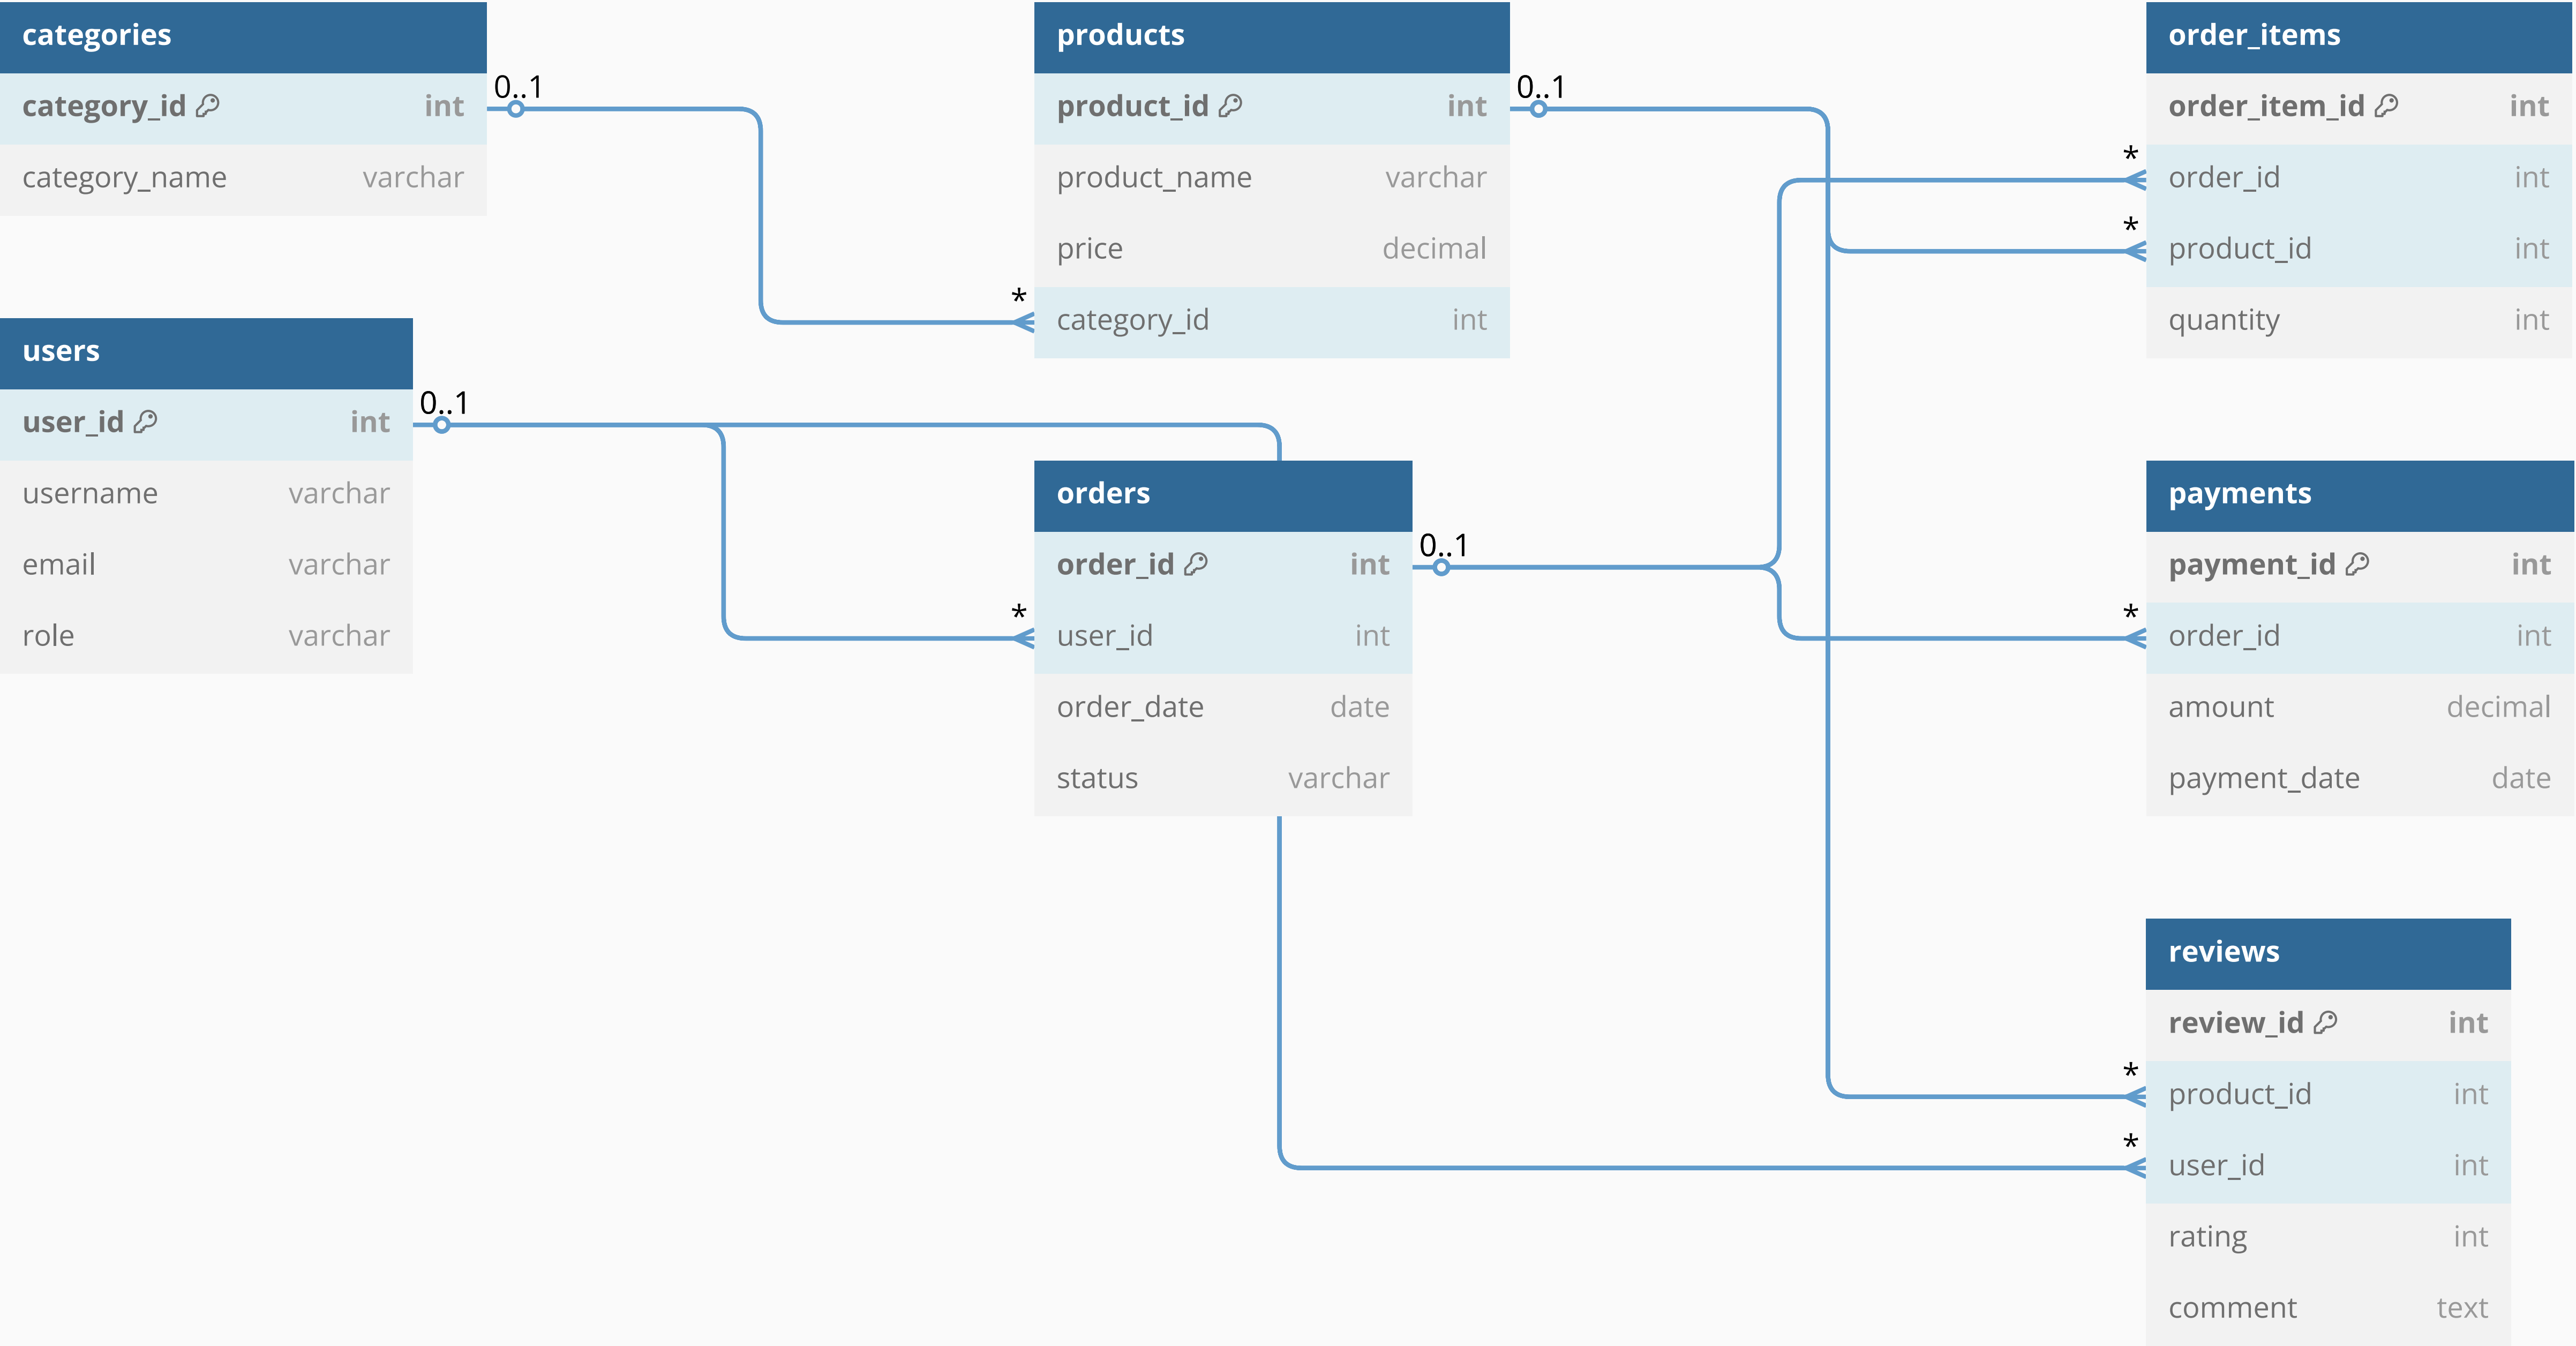 categories
category_id int
category_name varchar
0..1
*
products
product_id int
product_name varchar
price decimal
category_id int
0..1
*
*
order_items
order_item_id int
order_id int
product_id int
quantity int
users
user_id int
username varchar
email varchar
role varchar
0..1
*
orders
order_id int
user_id int
order_date date
status varchar
0..1
*
payments
payment_id int
order_id int
amount decimal
payment_date date
*
*
reviews
review_id int
product_id int
user_id int
rating int
comment text